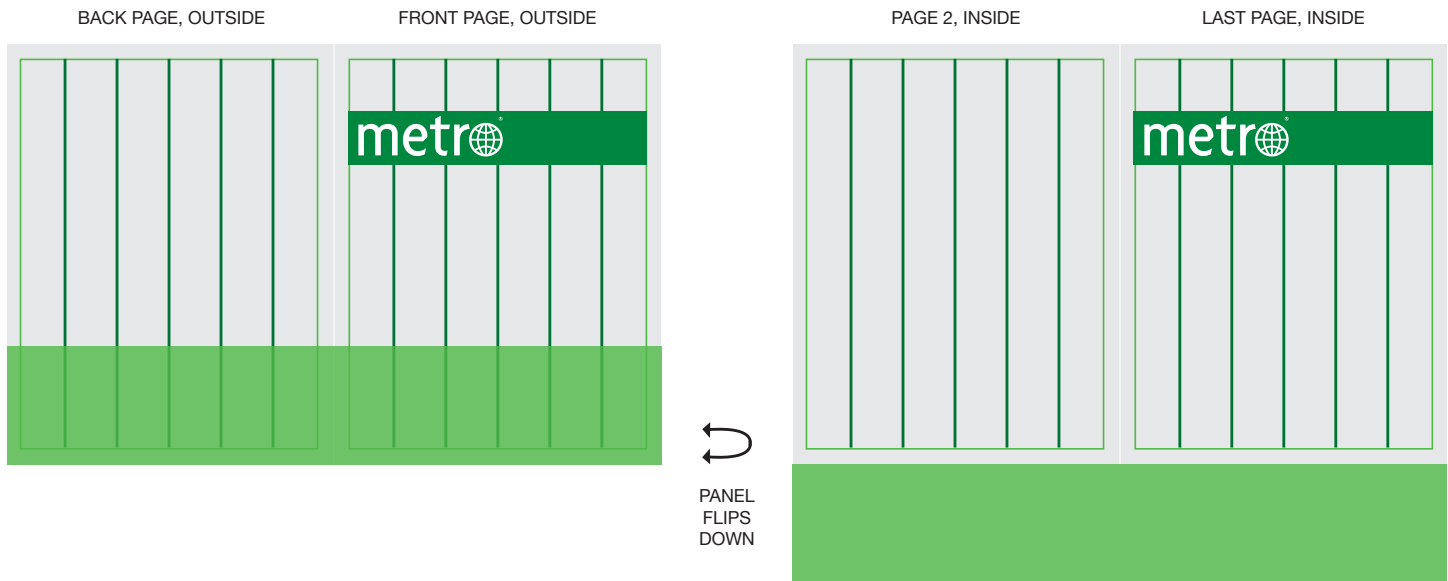 BACK PAGE, OUTSIDE
FRONT PAGE, OUTSIDE
PAGE 2, INSIDE
LAST PAGE, INSIDE
metro®
metro®
PANEL
FLIPS
DOWN